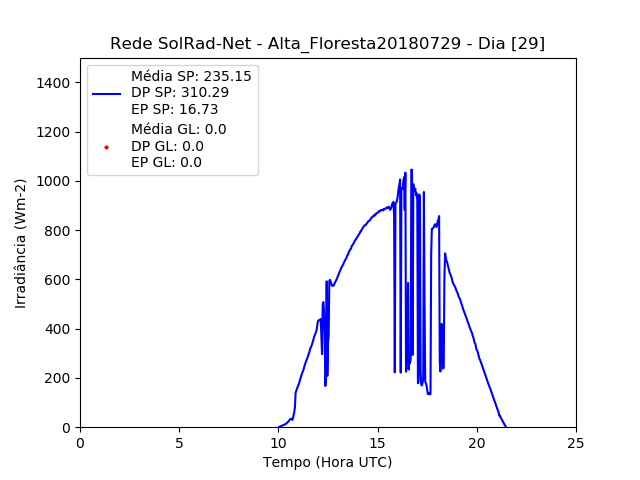 Rede SolRad-Net - Alta_Floresta20180729 - Dia [29]
Média SP: 235.15
DP SP: 310.29
EP SP: 16.73
Média GL: 0.0
DP GL: 0.0
EP GL: 0.0
1400
1200
1000
800
600
400
200
0
Irradiância (Wm-2)
0 5 10 15 20 25
Tempo (Hora UTC)